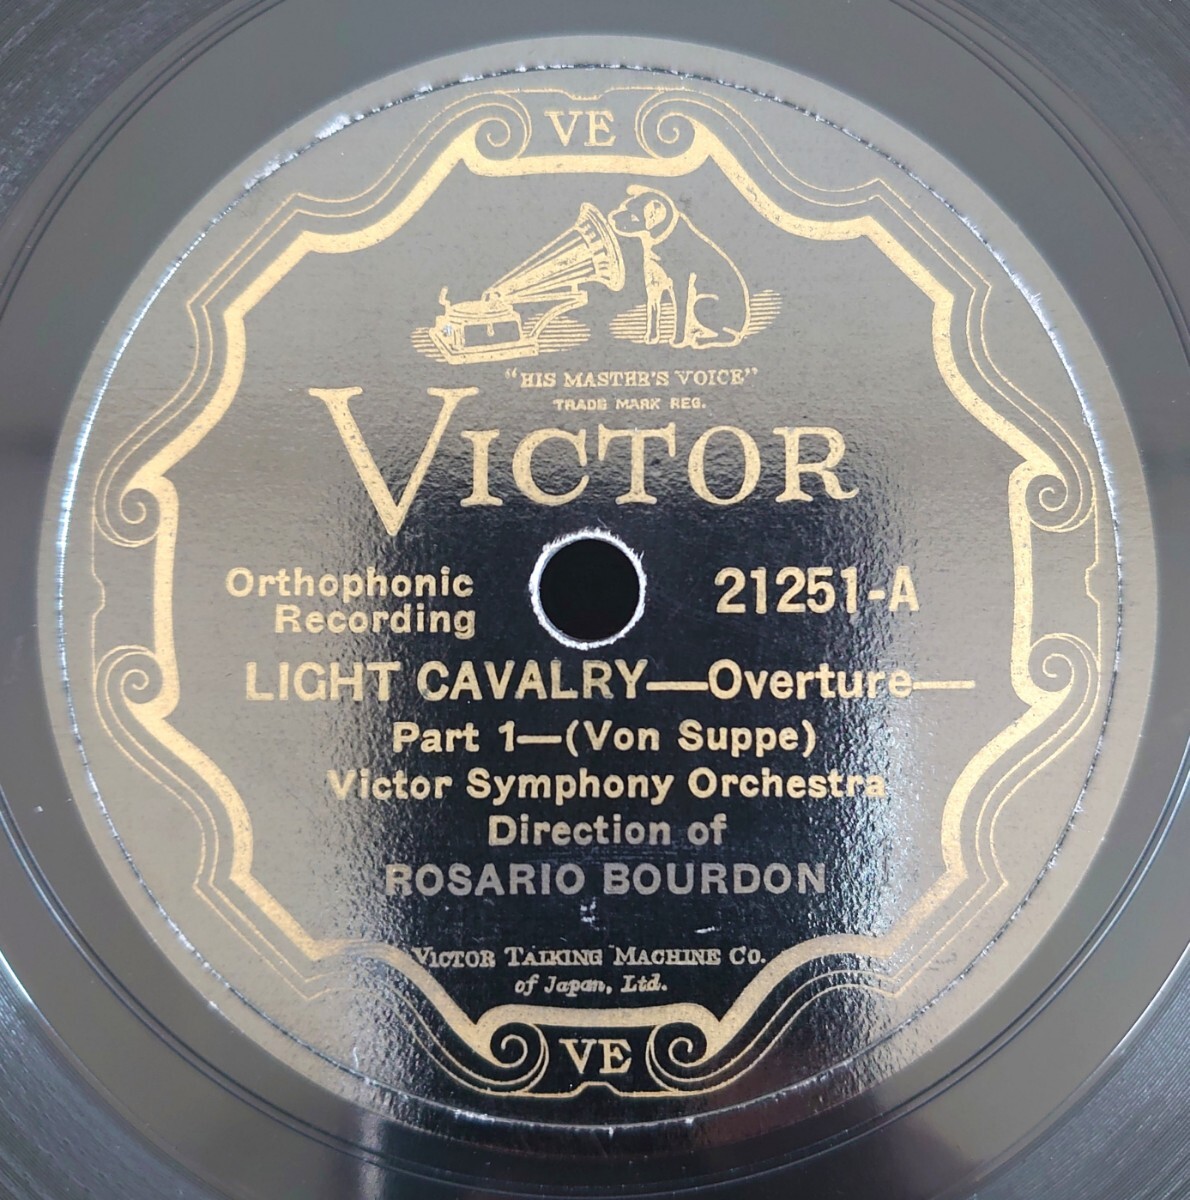 VE
"HIS MASTER'S VOICE"
TRADE MARK REG.
VICTOR
Orthophonic
Recording
21251-A
LIGHT CAVALRY—Overture—
Part 1—(Von Suppe)
Victor Symphony Orchestra
Direction of
ROSARIO BOURDON
VICTOR TALKING MACHINE CO.
of Japan, Ltd.
VE